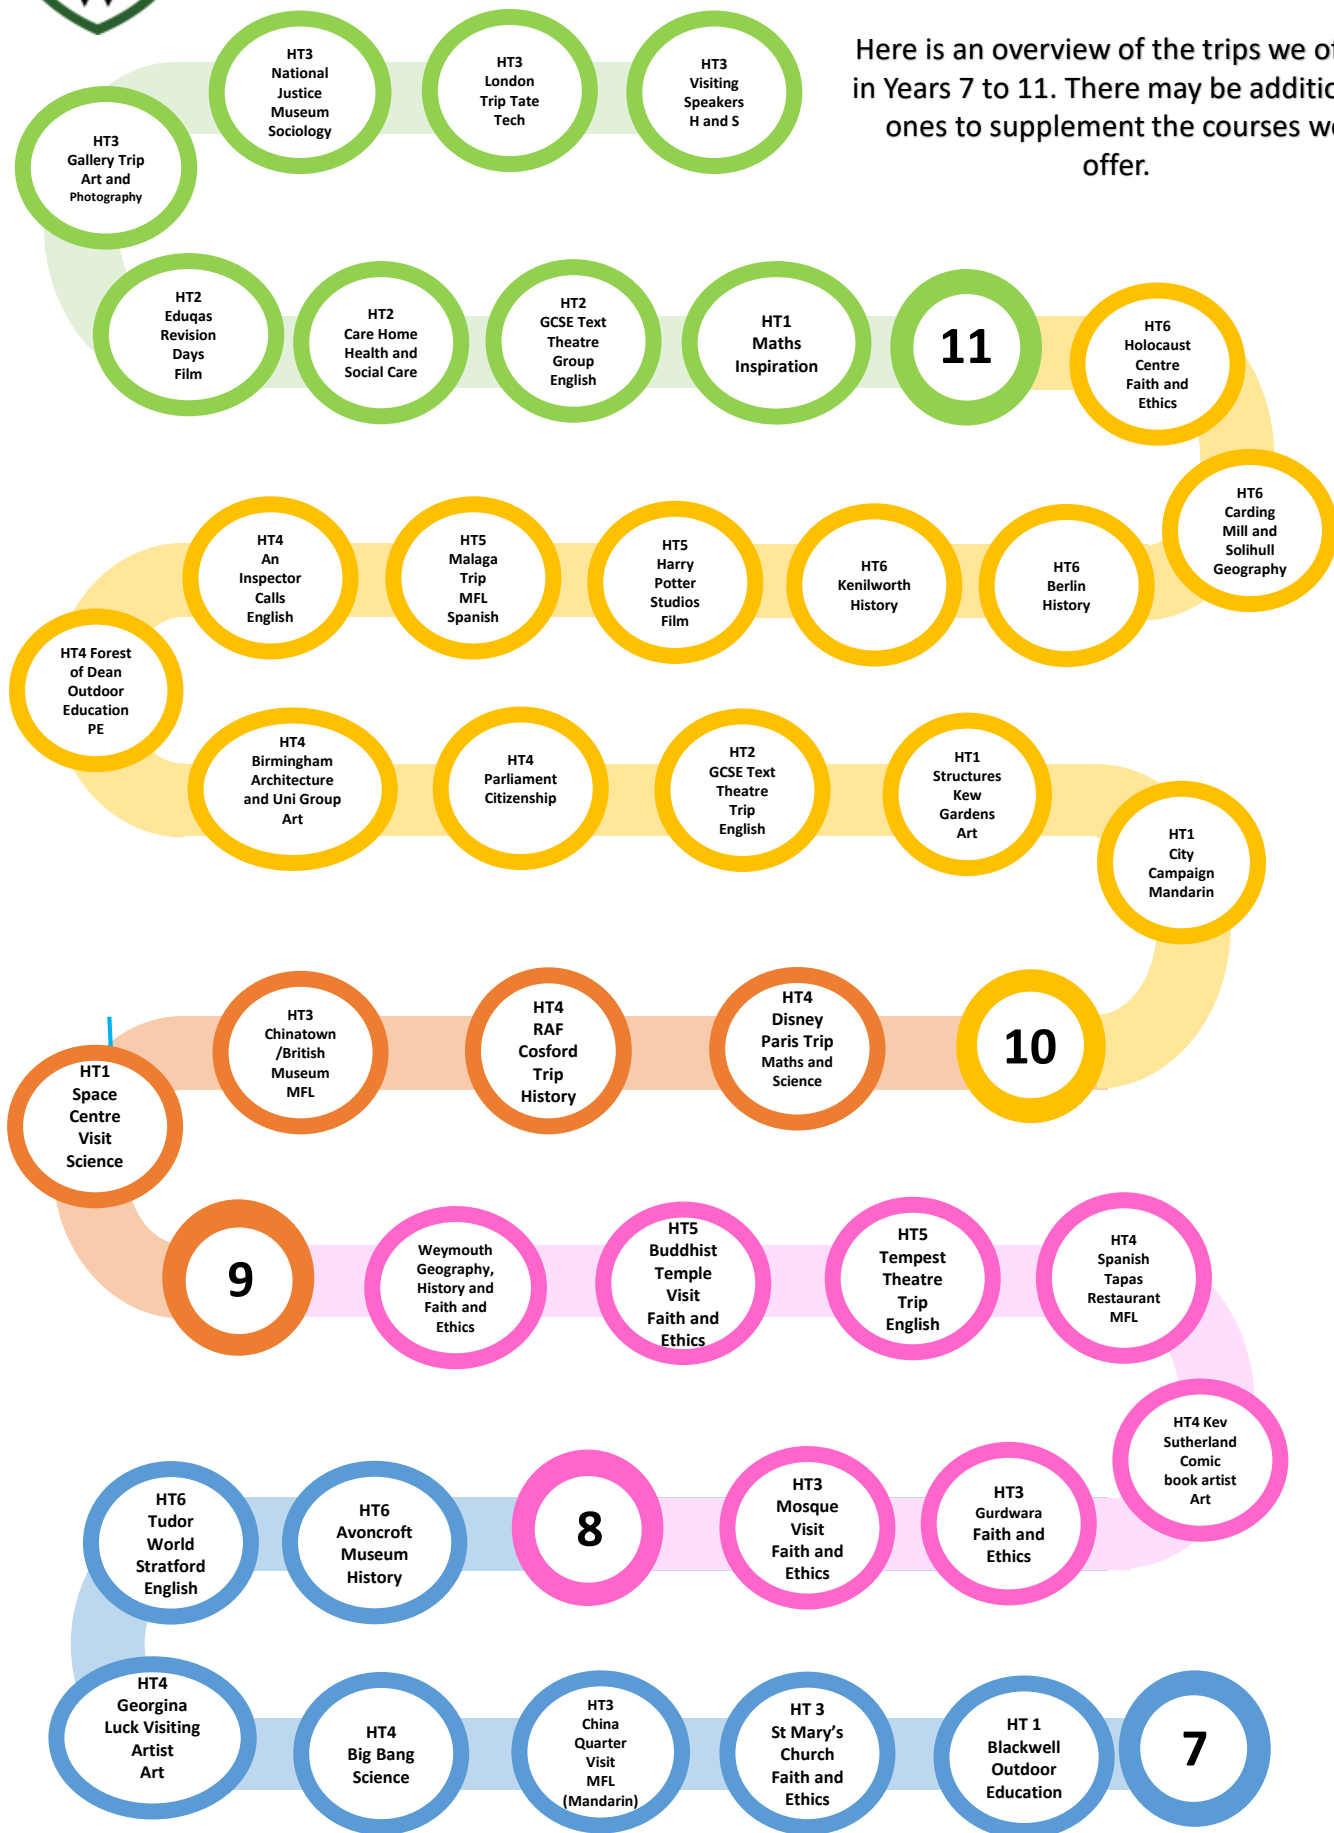 Here is an overview of the trips we of
in Years 7 to 11. There may be additio
ones to supplement the courses we
offer.
HT3
National
Justice
Museum
Sociology
HT3
London
Trip Tate
Tech
HT3
Visiting
Speakers
H and S
HT3
Gallery Trip
Art and
Photography
HT2
Eduqas
Revision
Days
Film
HT2
Care Home
Health and
Social Care
HT2
GCSE Text
Theatre
Group
English
HT1
Maths
Inspiration
11
HT6
Holocaust
Centre
Faith and
Ethics
HT6
Carding
Mill and
Solihull
Geography
HT4
An
Inspector
Calls
English
HT5
Malaga
Trip
MFL
Spanish
HT5
Harry
Potter
Studios
Film
HT6
Kenilworth
History
HT6
Berlin
History
HT4 Forest
of Dean
Outdoor
Education
PE
HT4
Birmingham
Architecture
and Uni Group
Art
HT4
Parliament
Citizenship
HT2
GCSE Text
Theatre
Trip
English
HT1
Structures
Kew
Gardens
Art
HT1
City
Campaign
Mandarin
HT3
Chinatown
/British
Museum
MFL
HT4
RAF
Cosford
Trip
History
HT4
Disney
Paris Trip
Maths and
Science
10
HT1
Space
Centre
Visit
Science
9
Weymouth
Geography,
History and
Faith and
Ethics
HT5
Buddhist
Temple
Visit
Faith and
Ethics
HT5
Tempest
Theatre
Trip
English
HT4
Spanish
Tapas
Restaurant
MFL
HT4 Kev
Sutherland
Comic
book artist
Art
HT6
Tudor
World
Stratford
English
HT6
Avoncroft
Museum
History
8
HT3
Mosque
Visit
Faith and
Ethics
HT3
Gurdwara
Faith and
Ethics
HT4
Georgina
Luck Visiting
Artist
Art
HT4
Big Bang
Science
HT3
China
Quarter
Visit
MFL
(Mandarin)
HT 3
St Mary's
Church
Faith and
Ethics
HT 1
Blackwell
Outdoor
Education
7